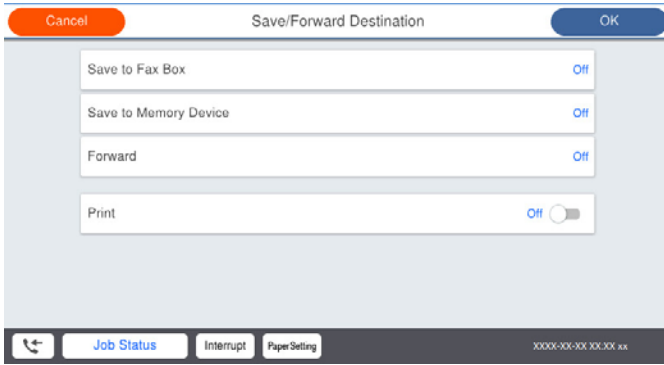 Cancel Save/Forward Destination OK
Save to Fax Box Off
Save to Memory Device Off
Forward Off
Print Off
Job Status Interrupt Paper Setting XXXX-XX-XX XX:XX xx